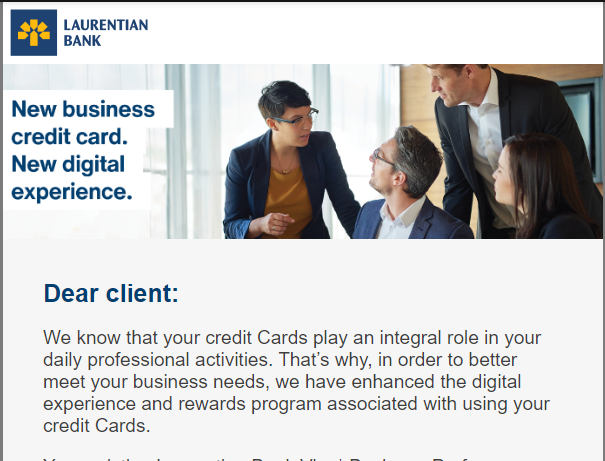 LAURENTIAN
BANK
New business
credit card.
New digital
experience.
Dear client:
We know that your credit Cards play an integral role in your
daily professional activities. That's why, in order to better
meet your business needs, we have enhanced the digital
experience and rewards program associated with using your
credit Cards.